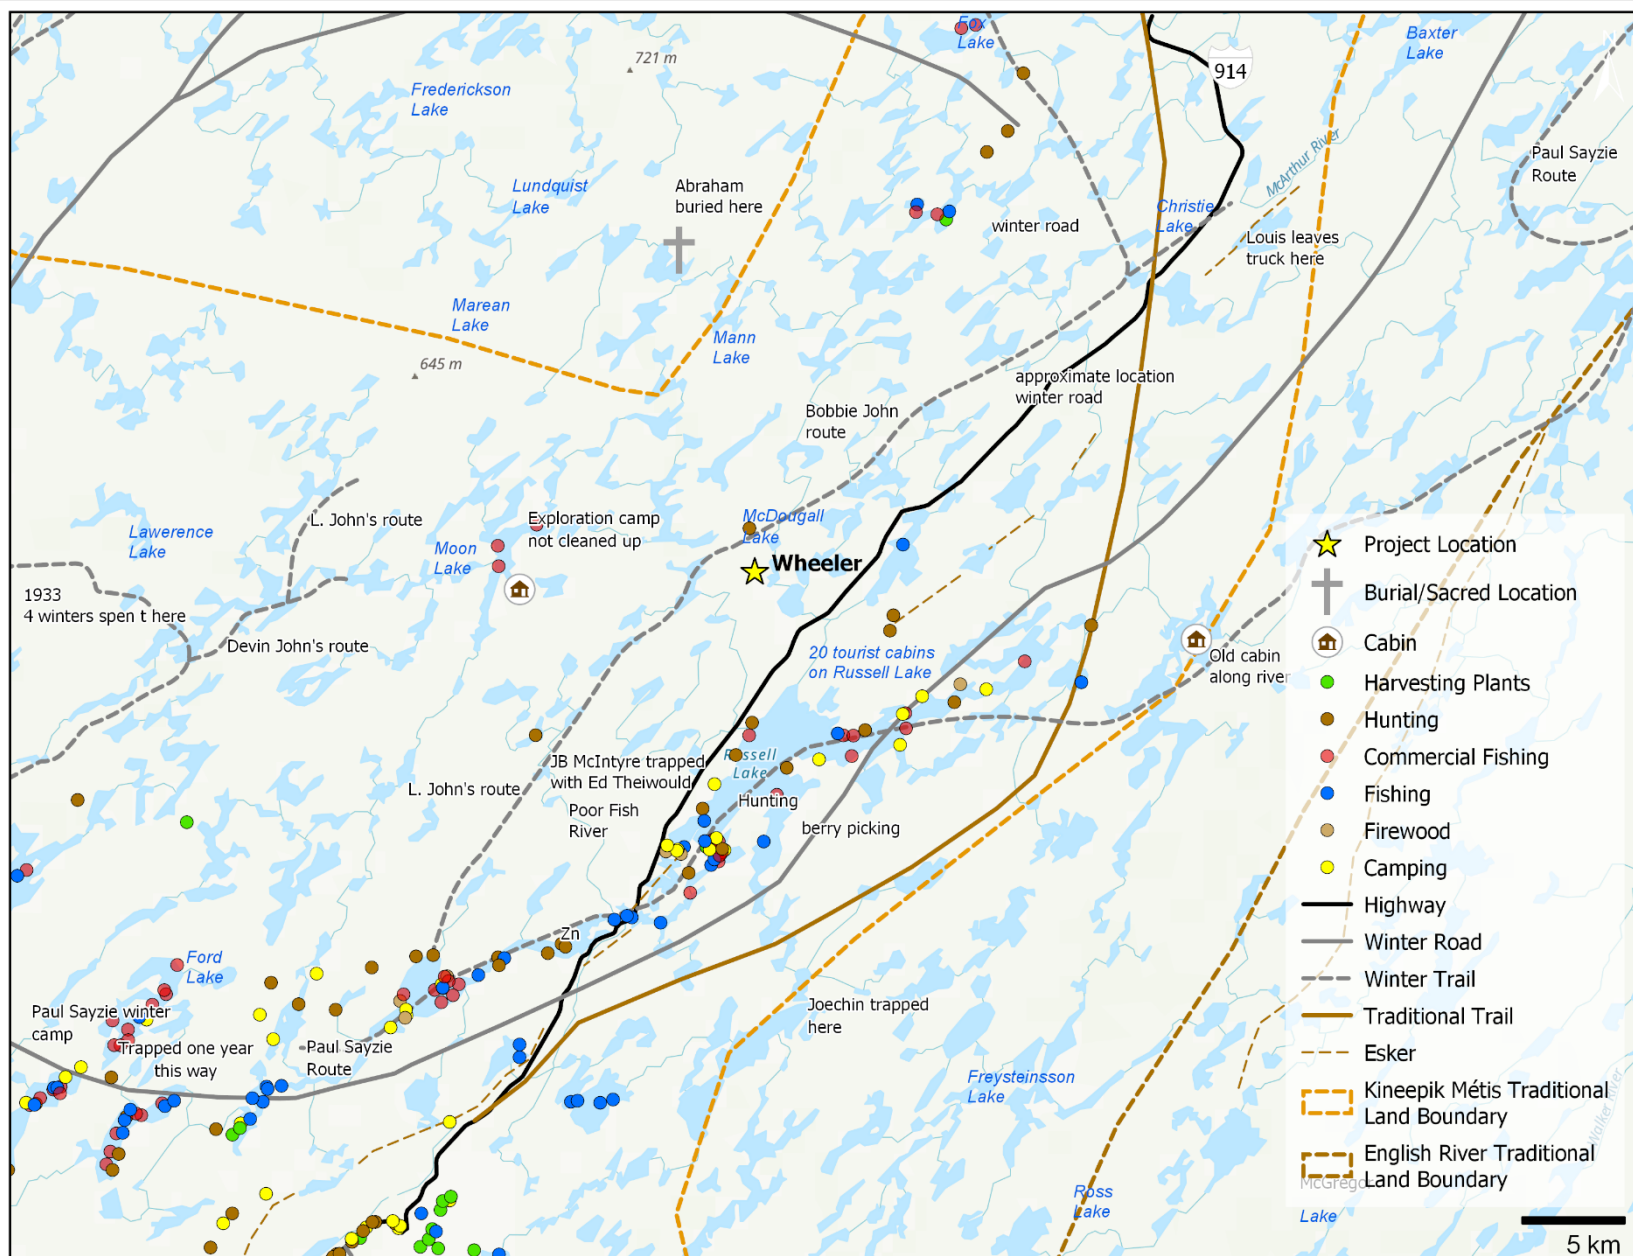 Fox
Lake
Baxter
Lake
N
721 m
914
Frederickson
Lake
McArthur River
Paul Sayzie
Route
Lundquist
Lake
Abraham
buried here
Christie
Lake
winter road
Louis leaves
truck here
Marean
Lake
Mann
Lake
645 m
approximate location
winter road
Bobbie John
route
L. John's route
Exploration camp
not cleaned up
McDougall
Lake
Lawerence
Lake
Moon
Lake
Wheeler
1933
4 winters spen t here
Devin John's route
20 tourist cabins
on Russell Lake
Old cabin
along river
JB McIntyre trapped
with Ed Theiwould
Russell
Lake
L. John's route
Poor Fish
River
Hunting
berry picking
Zn
Ford
Lake
Paul Sayzie winter
camp
Trapped one year
this way
Paul Sayzie
Route
Joechin trapped
here
Freysteinsson
Lake
Ross
Lake
Walker River
McGregor
Lake
Project Location
Burial/Sacred Location
Cabin
Harvesting Plants
Hunting
Commercial Fishing
Fishing
Firewood
Camping
Highway
Winter Road
Winter Trail
Traditional Trail
Esker
Kineepik Métis Traditional
Land Boundary
English River Traditional
Land Boundary
5 km